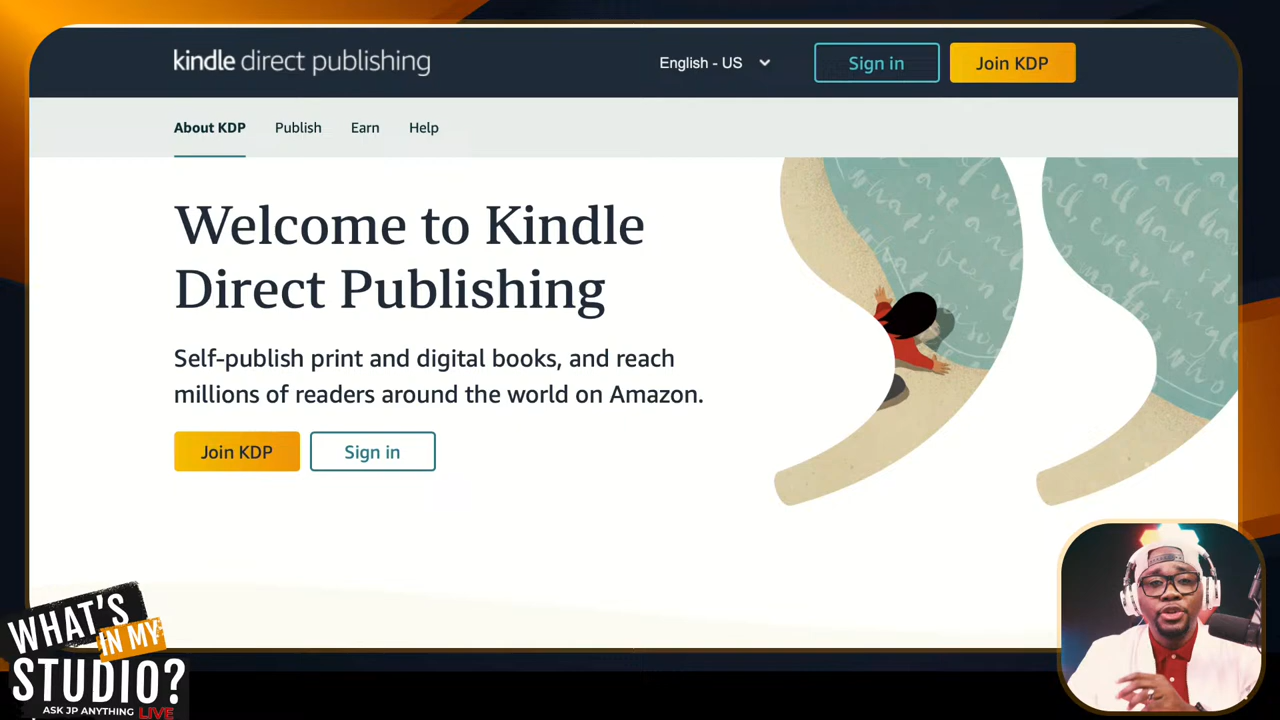 kindle direct publishing
English - US
Sign in
Join KDP
About KDP
Publish
Earn
Help
Welcome to Kindle
Direct Publishing
Self-publish print and digital books, and reach
millions of readers around the world on Amazon.
Join KDP
Sign in
WHAT'S
IN MY
STUDIO?
ASK JP ANYTHING LIVE